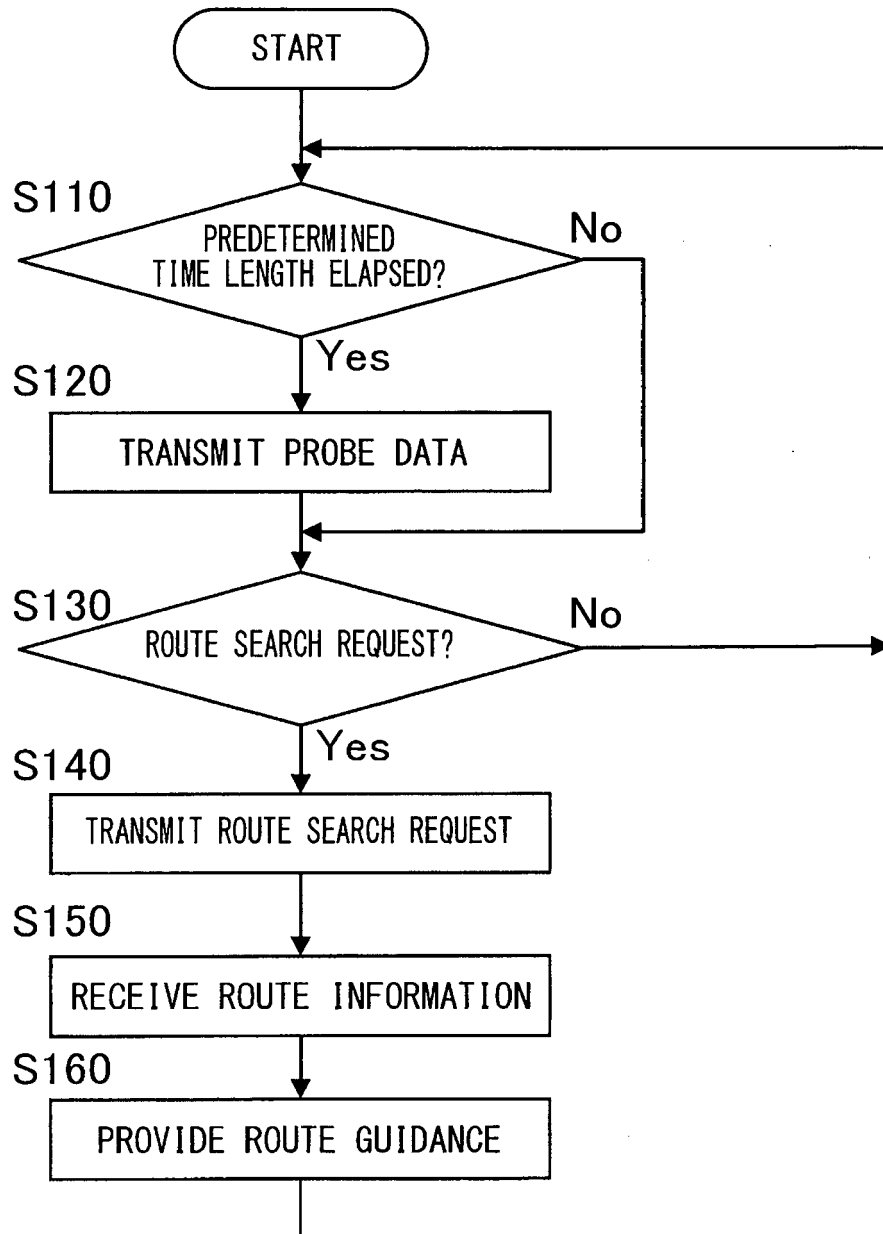 START
S110
PREDETERMINED
TIME LENGTH ELAPSED?
No
Yes
S120
TRANSMIT PROBE DATA
S130
ROUTE SEARCH REQUEST?
No
Yes
S140
TRANSMIT ROUTE SEARCH REQUEST
S150
RECEIVE ROUTE INFORMATION
S160
PROVIDE ROUTE GUIDANCE